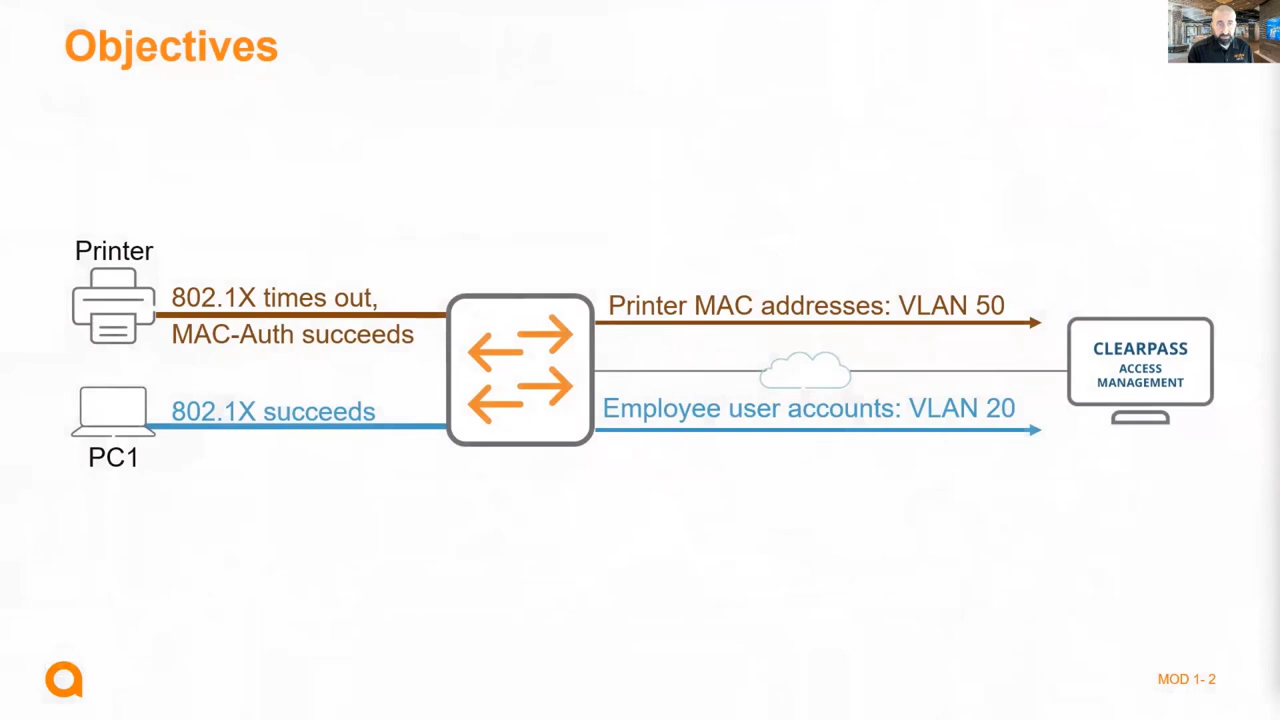 Objectives
Printer
802.1X times out,
MAC-Auth succeeds
Printer MAC addresses: VLAN 50
CLEARPASS
ACCESS
MANAGEMENT
802.1X succeeds
Employee user accounts: VLAN 20
PC1
MOD 1- 2